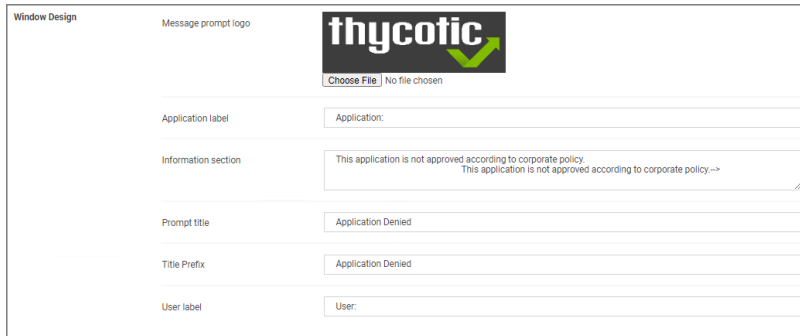 Window Design
Message prompt logo
thycotic
Choose File No file chosen
Application label
Application:
Information section
This application is not approved according to corporate policy.
This application is not approved according to corporate policy.-->
Prompt title
Application Denied
Title Prefix
Application Denied
User label
User: